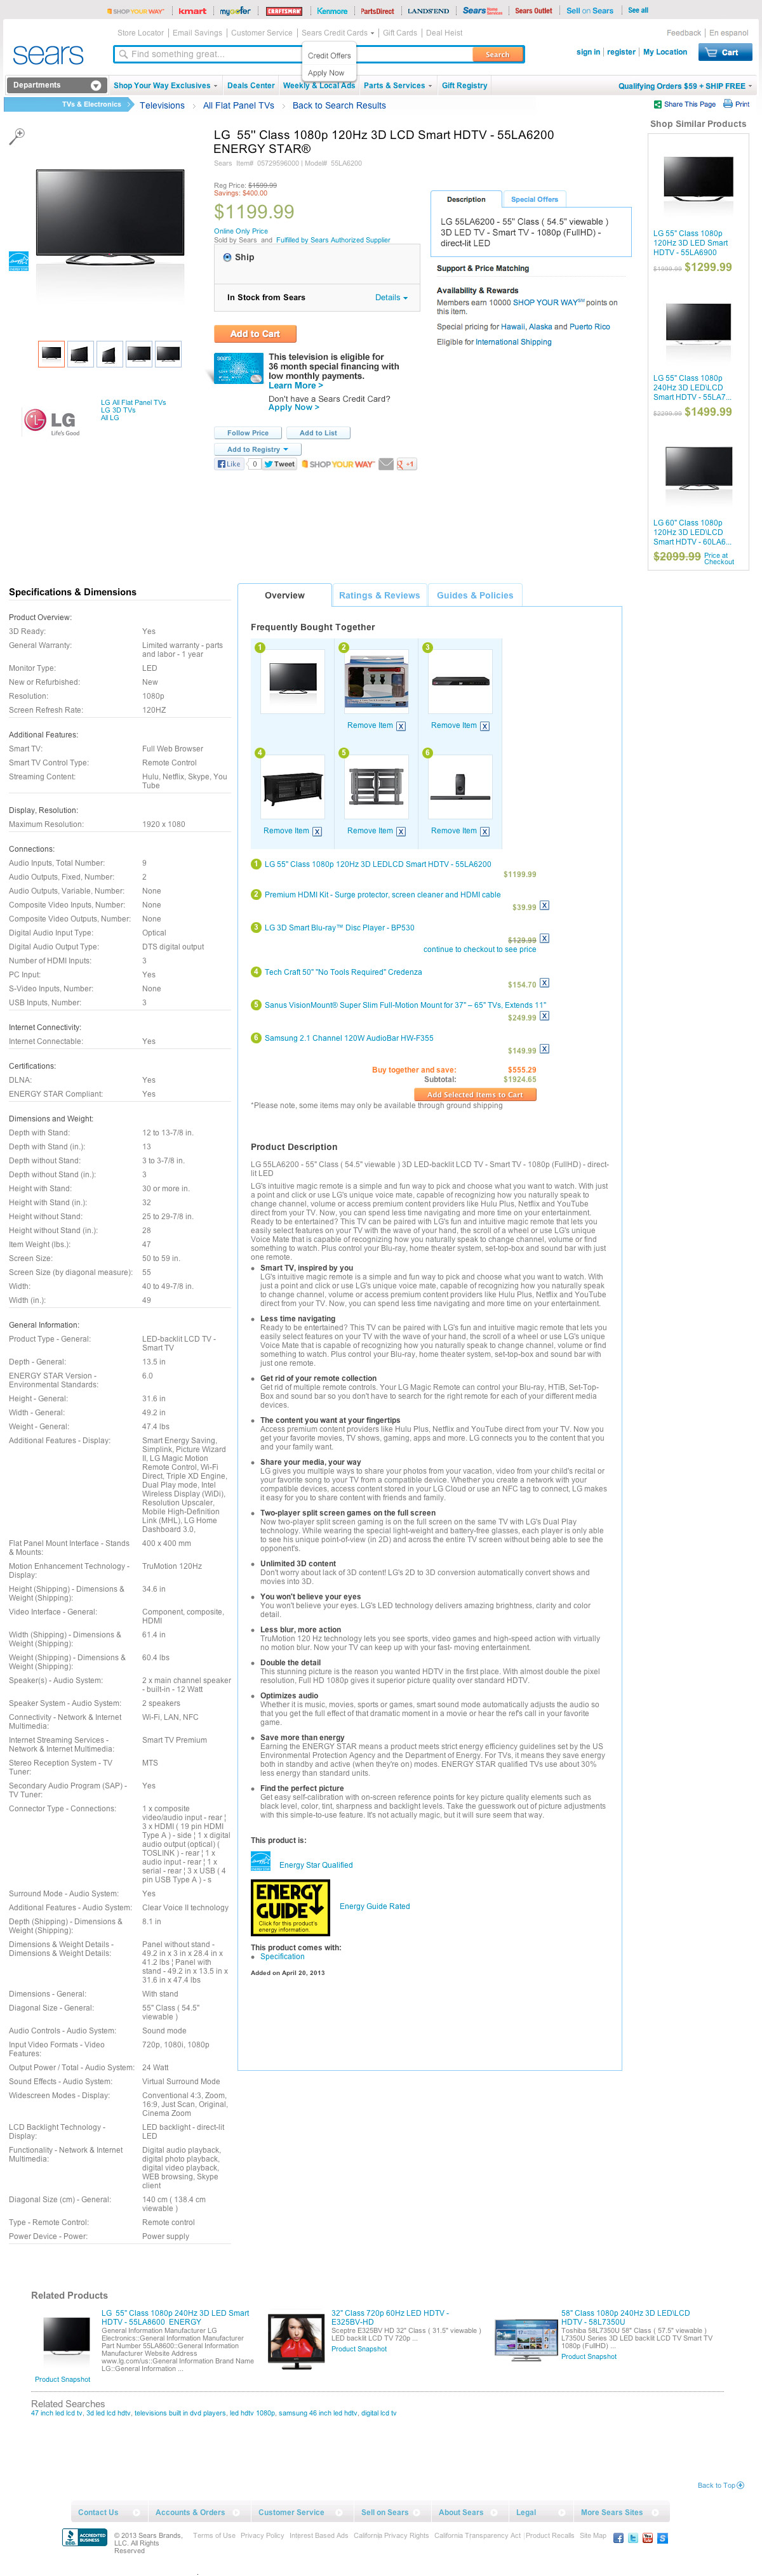 SHOP YOUR WAY kmart mygofer CRAFTSMAN Kenmore PartsDirect LANDS'END Sears Sears Outlet Sell on Sears See all
Store Locator Email Savings Customer Service Sears Credit Cards Gift Cards Deal Heist Feedback En espanol
sears
Find something great...
Search
Credit Offers
Apply Now
sign in register My Location Cart
Departments Shop Your Way Exclusives Deals Center Weekly & Local Ads Parts & Services Gift Registry Qualifying Orders $59 + SHIP FREE
TVs & Electronics Televisions All Flat Panel TVs Back to Search Results Share This Page Print
LG 55" Class 1080p 120Hz 3D LCD Smart HDTV - 55LA6200
ENERGY STAR®
Sears Item# 05729596000 | Model# 55LA6200
Reg Price: $1599.99
Savings: $400.00
$1199.99
Online Only Price
Sold by Sears and Fulfilled by Sears Authorized Supplier
Ship
In Stock from Sears Details
Add to Cart
This television is eligible for
36 month special financing with
low monthly payments.
Learn More >
Don't have a Sears Credit Card?
Apply Now >
Follow Price Add to List
Add to Registry
Like 0 Tweet SHOP YOUR WAY +1
LG
Life's Good
LG All Flat Panel TVs
LG 3D TVs
All LG
Description Special Offers
LG 55LA6200 - 55" Class ( 54.5" viewable )
3D LED TV - Smart TV - 1080p (FullHD) -
direct-lit LED
Support & Price Matching
Availability & Rewards
Members earn 10000 SHOP YOUR WAY℠ points on
this item.
Special pricing for Hawaii, Alaska and Puerto Rico
Eligible for International Shipping
Shop Similar Products
LG 55" Class 1080p
120Hz 3D LED Smart
HDTV - 55LA6900
$1999.99 $1299.99
LG 55" Class 1080p
240Hz 3D LED\LCD
Smart HDTV - 55LA7...
$2299.99 $1499.99
LG 60" Class 1080p
120Hz 3D LED\LCD
Smart HDTV - 60LA6...
$2099.99 Price at
Checkout
Specifications & Dimensions
Product Overview:
3D Ready: Yes
General Warranty: Limited warranty - parts
and labor - 1 year
Monitor Type: LED
New or Refurbished: New
Resolution: 1080p
Screen Refresh Rate: 120HZ
Additional Features:
Smart TV: Full Web Browser
Smart TV Control Type: Remote Control
Streaming Content: Hulu, Netflix, Skype, You
Tube
Display, Resolution:
Maximum Resolution: 1920 x 1080
Connections:
Audio Inputs, Total Number: 9
Audio Outputs, Fixed, Number: 2
Audio Outputs, Variable, Number: None
Composite Video Inputs, Number: None
Composite Video Outputs, Number: None
Digital Audio Input Type: Optical
Digital Audio Output Type: DTS digital output
Number of HDMI Inputs: 3
PC Input: Yes
S-Video Inputs, Number: None
USB Inputs, Number: 3
Internet Connectivity:
Internet Connectable: Yes
Certifications:
DLNA: Yes
ENERGY STAR Compliant: Yes
Dimensions and Weight:
Depth with Stand: 12 to 13-7/8 in.
Depth with Stand (in.): 13
Depth without Stand: 3 to 3-7/8 in.
Depth without Stand (in.): 3
Height with Stand: 30 or more in.
Height with Stand (in.): 32
Height without Stand: 25 to 29-7/8 in.
Height without Stand (in.): 28
Item Weight (lbs.): 47
Screen Size: 50 to 59 in.
Screen Size (by diagonal measure): 55
Width: 40 to 49-7/8 in.
Width (in.): 49
General Information:
Product Type - General: LED-backlit LCD TV -
Smart TV
Depth - General: 13.5 in
ENERGY STAR Version - 6.0
Environmental Standards:
Height - General: 31.6 in
Width - General: 49.2 in
Weight - General: 47.4 lbs
Additional Features - Display: Smart Energy Saving,
Simplink, Picture Wizard
II, LG Magic Motion
Remote Control, Wi-Fi
Direct, Triple XD Engine,
Dual Play mode, Intel
Wireless Display (WiDi),
Resolution Upscaler,
Mobile High-Definition
Link (MHL), LG Home
Dashboard 3.0,
Flat Panel Mount Interface - Stands 400 x 400 mm
& Mounts:
Motion Enhancement Technology - TruMotion 120Hz
Display:
Height (Shipping) - Dimensions & 34.6 in
Weight (Shipping):
Video Interface - General: Component, composite,
HDMI
Width (Shipping) - Dimensions & 61.4 in
Weight (Shipping):
Weight (Shipping) - Dimensions & 60.4 lbs
Weight (Shipping):
Speaker(s) - Audio System: 2 x main channel speaker
- built-in - 12 Watt
Speaker System - Audio System: 2 speakers
Connectivity - Network & Internet Wi-Fi, LAN, NFC
Multimedia:
Internet Streaming Services - Smart TV Premium
Network & Internet Multimedia:
Stereo Reception System - TV MTS
Tuner:
Secondary Audio Program (SAP) - Yes
TV Tuner:
Connector Type - Connections: 1 x composite
video/audio input - rear ¦
3 x HDMI ( 19 pin HDMI
Type A ) - side ¦ 1 x digital
audio output (optical) (
TOSLINK ) - rear ¦ 1 x
audio input - rear ¦ 1 x
serial - rear ¦ 3 x USB ( 4
pin USB Type A ) - s
Surround Mode - Audio System: Yes
Additional Features - Audio System: Clear Voice II technology
Depth (Shipping) - Dimensions & 8.1 in
Weight (Shipping):
Dimensions & Weight Details - Panel without stand -
Dimensions & Weight Details: 49.2 in x 3 in x 28.4 in x
41.2 lbs ¦ Panel with
stand - 49.2 in x 13.5 in x
31.6 in x 47.4 lbs
Dimensions - General: With stand
Diagonal Size - General: 55" Class ( 54.5"
viewable )
Audio Controls - Audio System: Sound mode
Input Video Formats - Video 720p, 1080i, 1080p
Features:
Output Power / Total - Audio System: 24 Watt
Sound Effects - Audio System: Virtual Surround Mode
Widescreen Modes - Display: Conventional 4:3, Zoom,
16:9, Just Scan, Original,
Cinema Zoom
LCD Backlight Technology - LED backlight - direct-lit
Display: LED
Functionality - Network & Internet Digital audio playback,
Multimedia: digital photo playback,
digital video playback,
WEB browsing, Skype
client
Diagonal Size (cm) - General: 140 cm ( 138.4 cm
viewable )
Type - Remote Control: Remote control
Power Device - Power: Power supply
Overview Ratings & Reviews Guides & Policies
Frequently Bought Together
1 2 3
Remove Item X Remove Item X
4 5 6
Remove Item X Remove Item X Remove Item X
1 LG 55" Class 1080p 120Hz 3D LEDLCD Smart HDTV - 55LA6200
$1199.99
2 Premium HDMI Kit - Surge protector, screen cleaner and HDMI cable
$39.99 X
3 LG 3D Smart Blu-ray™ Disc Player - BP530
$129.99 X
continue to checkout to see price
4 Tech Craft 50" "No Tools Required" Credenza
$154.70 X
5 Sanus VisionMount® Super Slim Full-Motion Mount for 37" – 65" TVs, Extends 11"
$249.99 X
6 Samsung 2.1 Channel 120W AudioBar HW-F355
$149.99 X
Buy together and save: $555.29
Subtotal: $1924.65
Add Selected Items to Cart
*Please note, some items may only be available through ground shipping
Product Description
LG 55LA6200 - 55" Class ( 54.5" viewable ) 3D LED-backlit LCD TV - Smart TV - 1080p (FullHD) - direct-
lit LED
LG's intuitive magic remote is a simple and fun way to pick and choose what you want to watch. With just
a point and click or use LG's unique voice mate, capable of recognizing how you naturally speak to
change channel, volume or access premium content providers like Hulu Plus, Netflix and YouTube
direct from your TV. Now, you can spend less time navigating and more time on your entertainment.
Ready to be entertained? This TV can be paired with LG's fun and intuitive magic remote that lets you
easily select features on your TV with the wave of your hand, the scroll of a wheel or use LG's unique
Voice Mate that is capable of recognizing how you naturally speak to change channel, volume or find
something to watch. Plus control your Blu-ray, home theater system, set-top-box and sound bar with just
one remote.
Smart TV, inspired by you
LG's intuitive magic remote is a simple and fun way to pick and choose what you want to watch. With
just a point and click or use LG's unique voice mate, capable of recognizing how you naturally speak
to change channel, volume or access premium content providers like Hulu Plus, Netflix and YouTube
direct from your TV. Now, you can spend less time navigating and more time on your entertainment.
Less time navigating
Ready to be entertained? This TV can be paired with LG's fun and intuitive magic remote that lets you
easily select features on your TV with the wave of your hand, the scroll of a wheel or use LG's unique
Voice Mate that is capable of recognizing how you naturally speak to change channel, volume or find
something to watch. Plus, control your home, home theater system, set-top-box and sound bar with
just one remote.
Get rid of your remote collection
Get rid of multiple remote controls. Your LG Magic Remote can control your Blu-ray, HTiB, Set-Top-
Box and sound bar so you don't have to search for the right remote for each of your different media
devices.
The content you want at your fingertips
Access premium content providers like Hulu Plus, Netflix and YouTube direct from your TV. Now you
get your favorite movies, TV shows, gaming, apps and more. LG connects you to the content that you
and your family want.
Share your media, your way
LG gives you multiple ways to share your photos from your vacation, video from your child's recital or
your favorite song to your TV from a compatible device. Whether you create a network with your
compatible devices, access content stored in your LG Cloud or use an NFC tag to connect, LG makes
it easy for you to share content with friends and family.
Two-player split screen games on the full screen
Now two-player split screen gaming is on the full screen on the same TV with LG's Dual Play
technology. While wearing the special light-weight and battery-free glasses, each player is only able
to see his unique point-of-view (in 2D) and across the entire TV screen without being able to see the
opponent's.
Unlimited 3D content
Don't worry about lack of 3D content! LG's 2D to 3D conversion automatically convert shows and
movies into 3D.
You won't believe your eyes
You won't believe your eyes. LG's LED technology delivers amazing brightness, clarity and color
detail.
Less blur, more action
TruMotion 120 Hz technology lets you see sports, video games and high-speed action with virtually
no motion blur. Now your TV can keep up with your fast- moving entertainment.
Double the detail
This stunning picture is the reason you wanted HDTV in the first place. With almost double the pixel
resolution, Full HD 1080p gives it superior picture quality over standard HDTV.
Optimizes audio
Whether it is music, movies, sports or games, smart sound mode automatically adjusts the audio so
that you get the full effect of that dramatic moment in a movie or hear the ref's call in your favorite
game.
Save more than energy
Earning the ENERGY STAR means a product meets strict energy efficiency guidelines set by the US
Environmental Protection Agency and the Department of Energy. For TVs, it means they save energy
both in standby and active (when they're on) modes. ENERGY STAR qualified TVs use about 30%
less energy than standard units.
Find the perfect picture
Get easy self-calibration with on-screen reference points for key picture quality elements such as
black level, color, tint, sharpness and backlight levels. Take the guesswork out of picture adjustments
with this simple-to-use feature. It's not actually magic, but it will sure seem that way.
This product is:
Energy Star Qualified
ENERGY
GUIDE
Click for this product's
energy information.
Energy Guide Rated
This product comes with:
Specification
Added on April 20, 2013
Related Products
LG 55" Class 1080p 240Hz 3D LED Smart
HDTV - 55LA8600 ENERGY
General Information Manufacturer LG
Electronics::General Information Manufacturer
Part Number 55LA8600::General Information
Manufacturer Website Address
www.lg.com/us::General Information Brand Name
LG::General Information ...
Product Snapshot
32" Class 720p 60Hz LED HDTV -
E325BV-HD
Sceptre E325BV HD 32" Class ( 31.5" viewable )
LED backlit LCD TV 720p ...
Product Snapshot
58" Class 1080p 240Hz 3D LED\LCD
HDTV - 58L7350U
Toshiba 58L7350U 58" Class ( 57.5" viewable )
L7350U Series 3D LED backlit LCD TV Smart TV
1080p (FullHD) ...
Product Snapshot
Related Searches
47 inch led lcd tv, 3d led lcd hdtv, televisions built in dvd players, led hdtv 1080p, samsung 46 inch led hdtv, digital lcd tv
Back to Top
Contact Us Accounts & Orders Customer Service Sell on Sears About Sears Legal More Sears Sites
BBB ACCREDITED BUSINESS
© 2013 Sears Brands,
LLC. All Rights
Reserved
Terms of Use Privacy Policy Interest Based Ads California Privacy Rights California Transparency Act Product Recalls Site Map